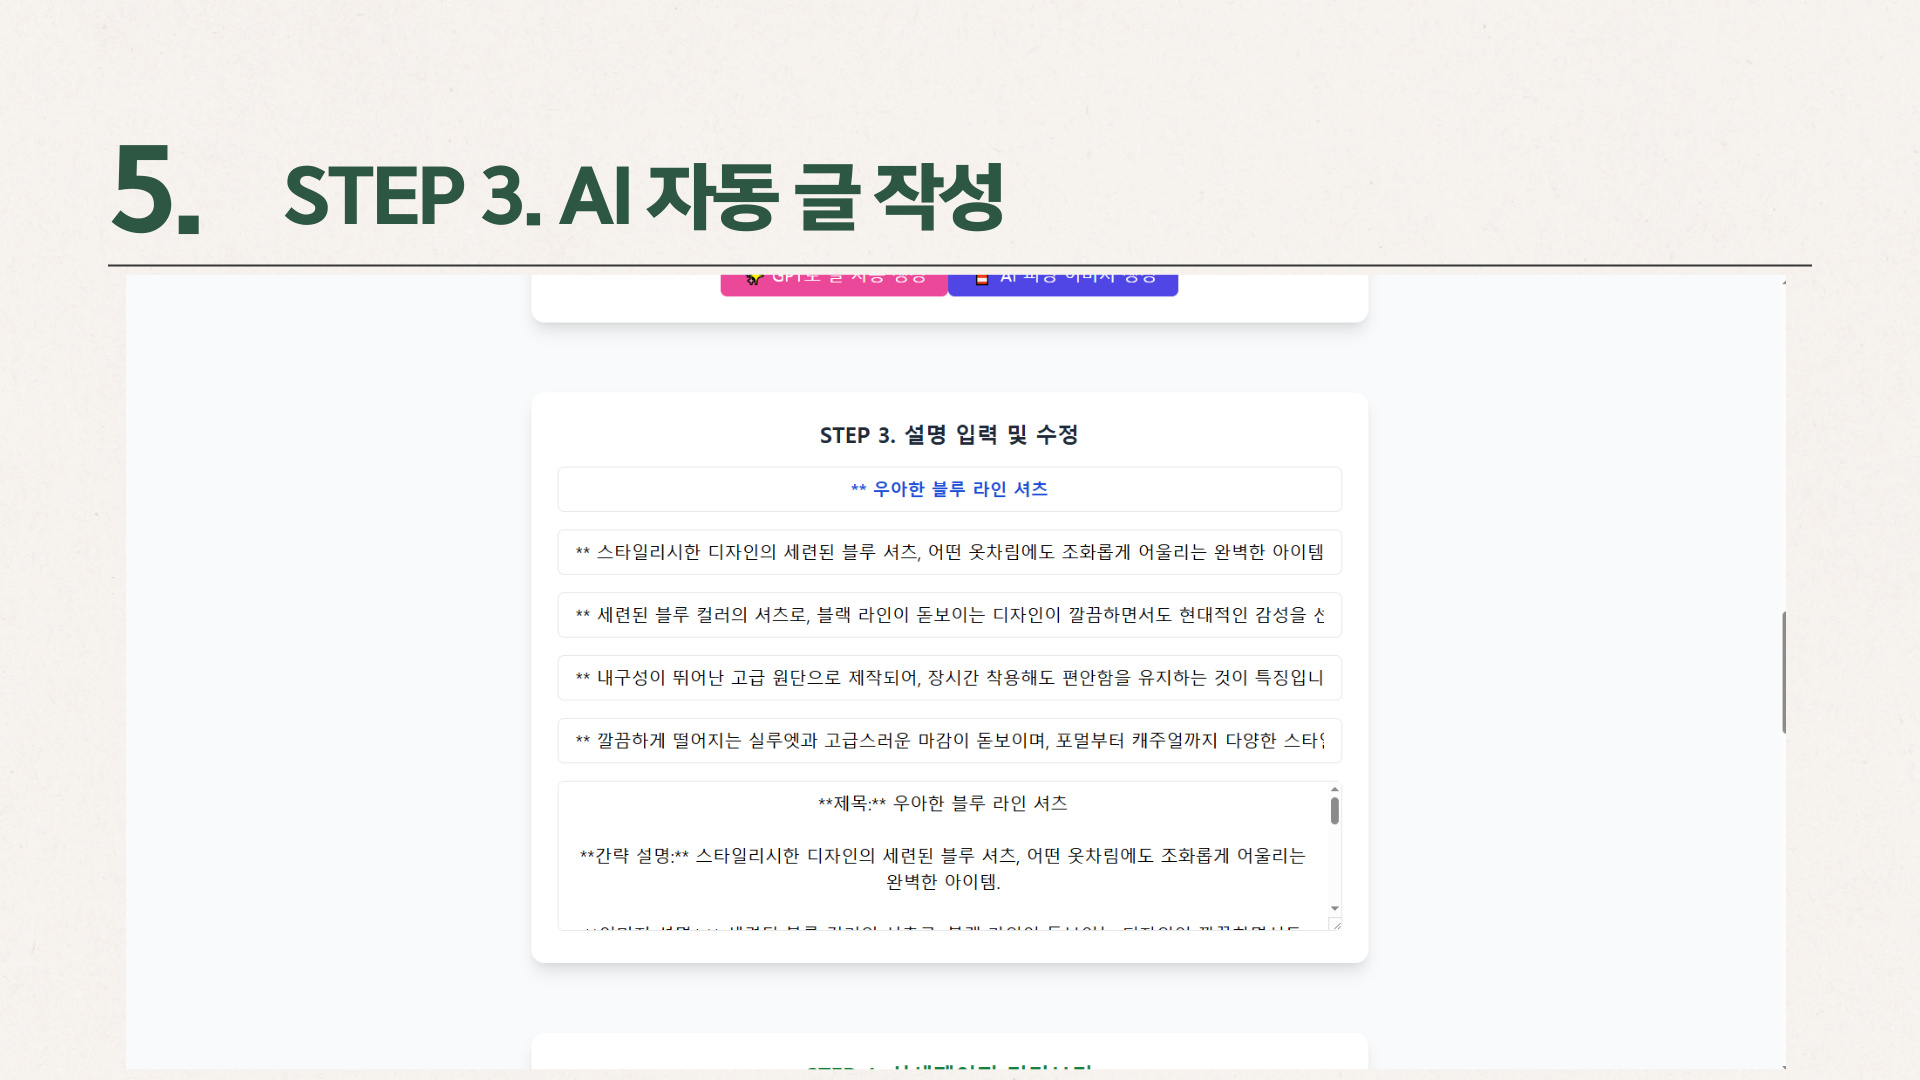 5. STEP 3. AI 자동 글 작성
STEP 3. 설명 입력 및 수정
** 우아한 블루 라인 셔츠
** 스타일리시한 디자인의 세련된 블루 셔츠, 어떤 옷차림에도 조화롭게 어울리는 완벽한 아이템
** 세련된 블루 컬러의 셔츠로, 블랙 라인이 돋보이는 디자인이 깔끔하면서도 현대적인 감성을
** 내구성이 뛰어난 고급 원단으로 제작되어, 장시간 착용해도 편안함을 유지하는 것이 특징입니
** 깔끔하게 떨어지는 실루엣과 고급스러운 마감이 돋보이며, 포멀부터 캐주얼까지 다양한
**제목:** 우아한 블루 라인 셔츠
**간략 설명:** 스타일리시한 디자인의 세련된 블루 셔츠, 어떤 옷차림에도 조화롭게 어울리는
완벽한 아이템.